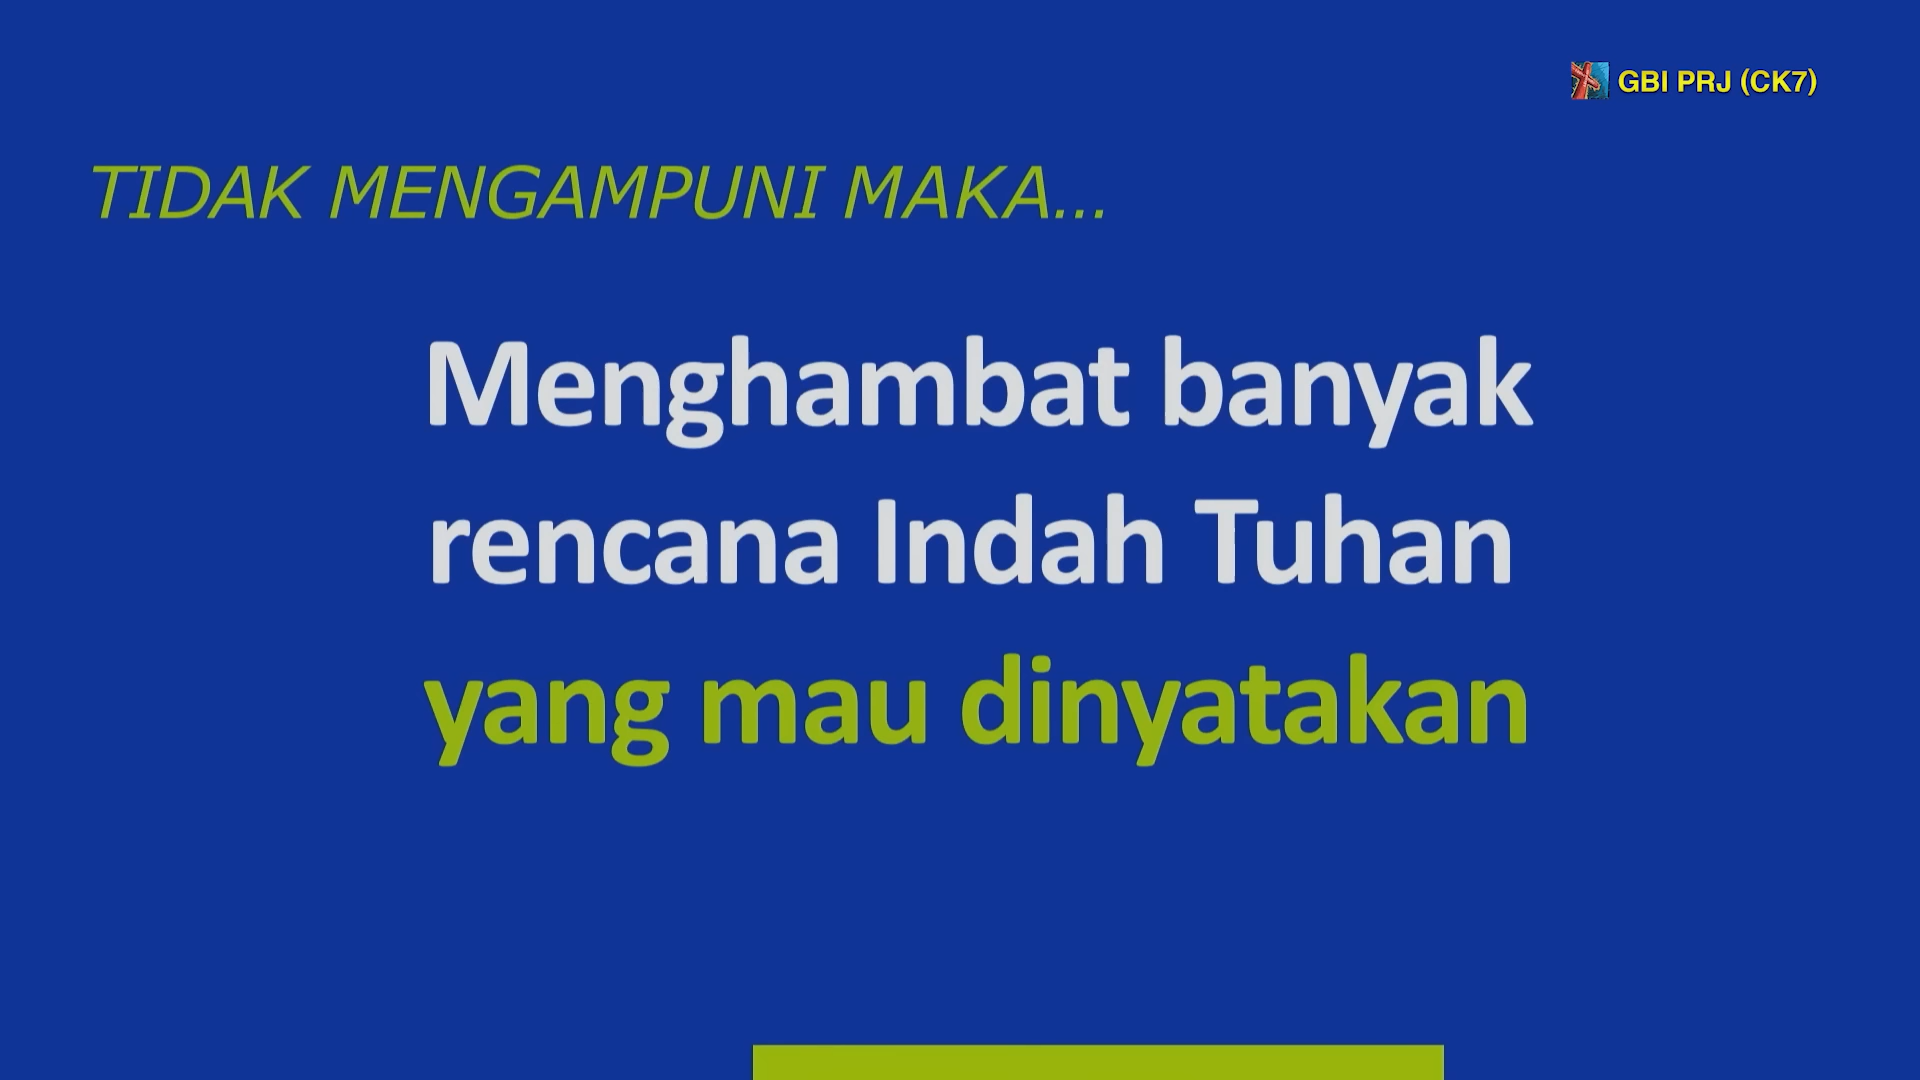 GBI PRJ (CK7)
TIDAK MENGAMPUNI MAKA...
Menghambat banyak
rencana Indah Tuhan
yang mau dinyatakan